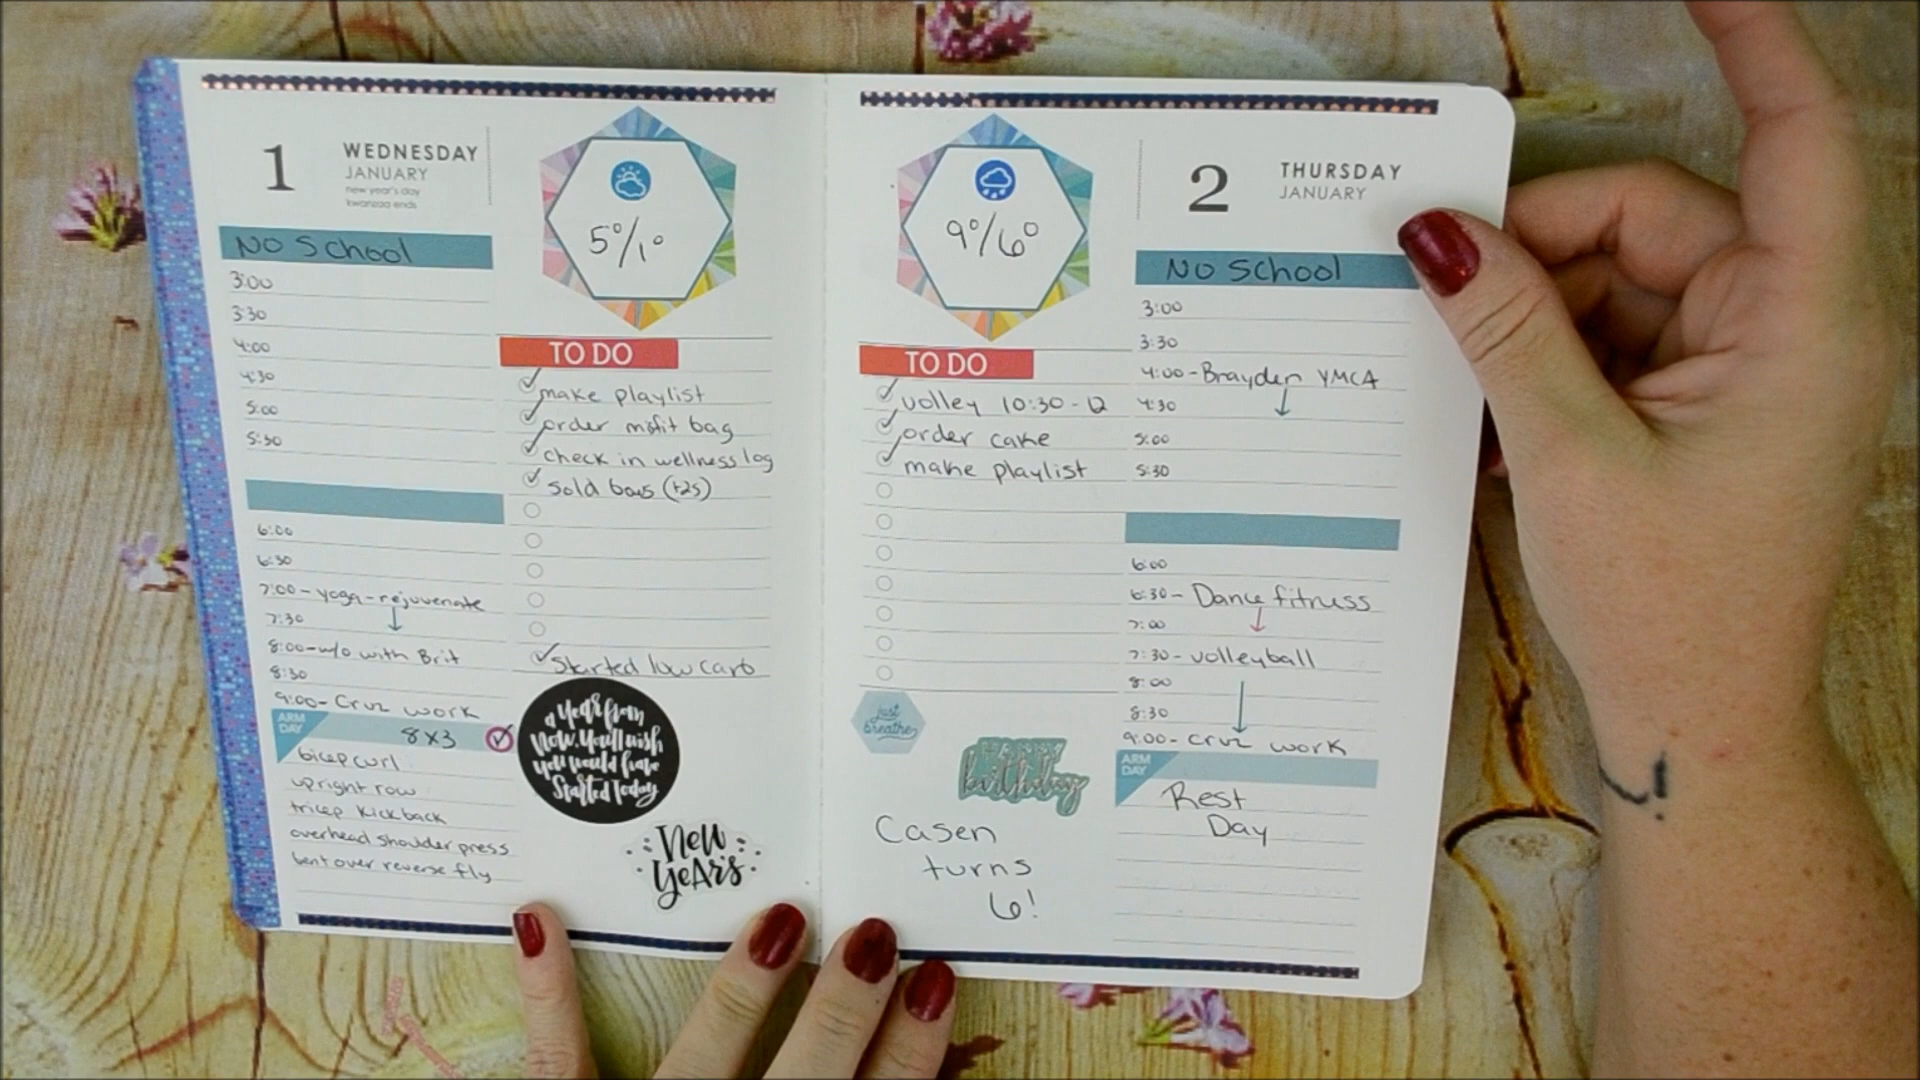 1
WEDNESDAY
JANUARY
new year's day
kwanzaa ends
No School
3:00
3:30
4:00
4:30
5:00
5:30
6:00
6:30
7:00 - yoga - rejuvenate
7:30
8:00 - w/o with Brit
8:30
9:00 - Cruz work
ARM
DAY
8x3
bicep curl
upright row
tricep kickback
overhead shoulder press
bent over reverse fly
5°/1°
TO DO
make playlist
order misfit bag
check in wellness log
sold bows (+25)
Started low carb
a year from
now, you'll wish
you would have
Started Today
New
Year's
9°/6°
TO DO
volley 10:30 - 12
order cake
make playlist
just
breathe
HAPPY
birthday
Casen
turns
6!
2
THURSDAY
JANUARY
No School
3:00
3:30
4:00 - Brayden YMCA
4:30
5:00
5:30
6:00
6:30 - Dance fitness
7:00
7:30 - volleyball
8:00
8:30
9:00 - cruz work
ARM
DAY
Rest
Day